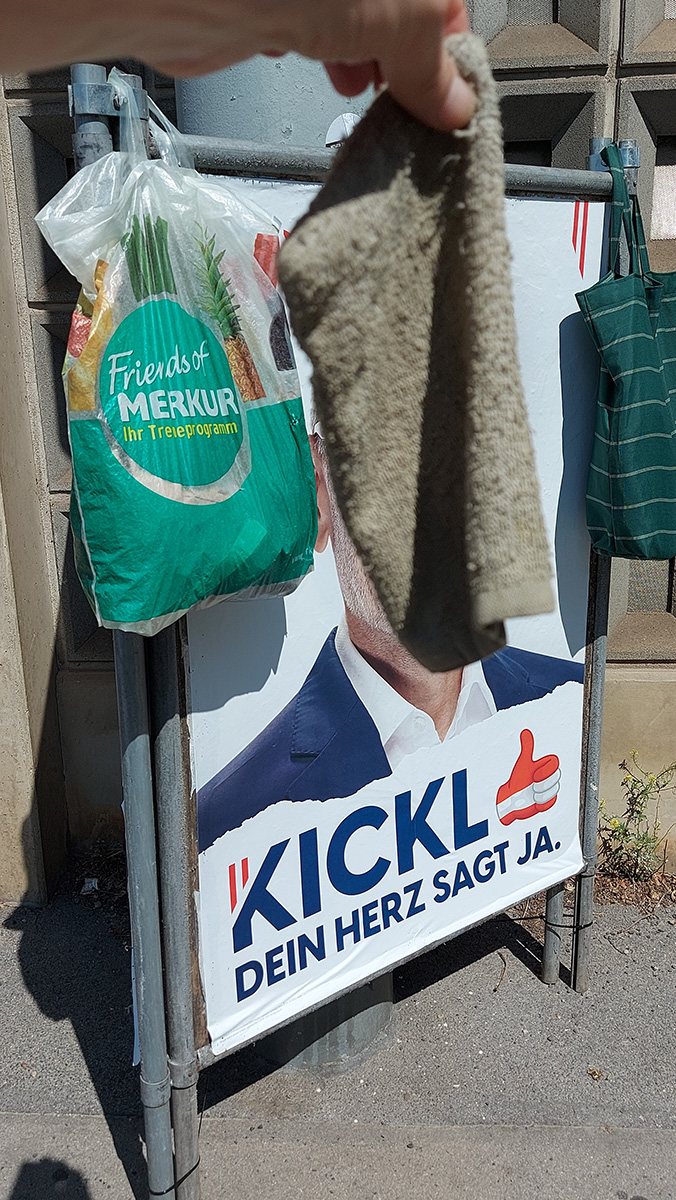 Friends of
MERKUR
Ihr Treueprogramm
KICKL
DEIN HERZ SAGT JA.